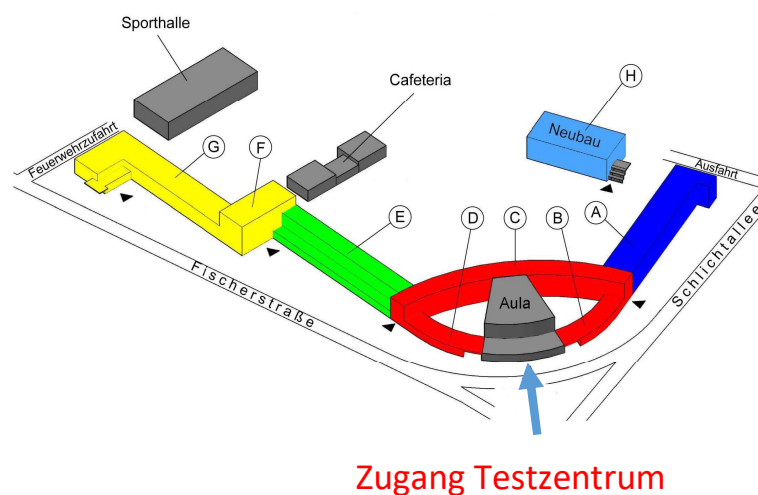 Sporthalle
Cafeteria
H
Neubau
Feuerwehrzufahrt
G
F
Ausfahrt
E
D
C
B
A
Schlichtallee
Aula
Fischerstraße
Zugang Testzentrum